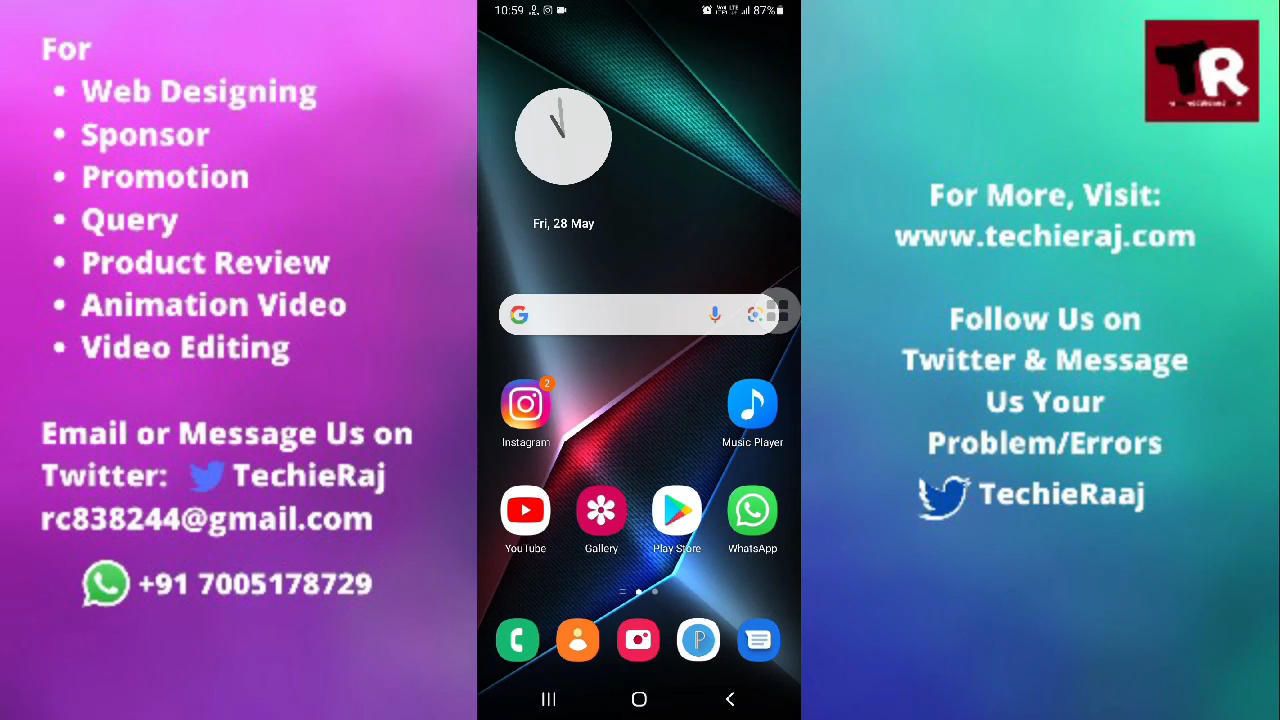 For
• Web Designing
• Sponsor
• Promotion
• Query
• Product Review
• Animation Video
• Video Editing
Email or Message Us on
Twitter: TechieRaj
rc838244@gmail.com
+91 7005178729
10:59
87%
Fri, 28 May
2
Instagram
Music Player
YouTube
Gallery
Play Store
WhatsApp
TR
For More, Visit:
www.techieraj.com
Follow Us on
Twitter & Message
Us Your
Problem/Errors
TechieRaaj